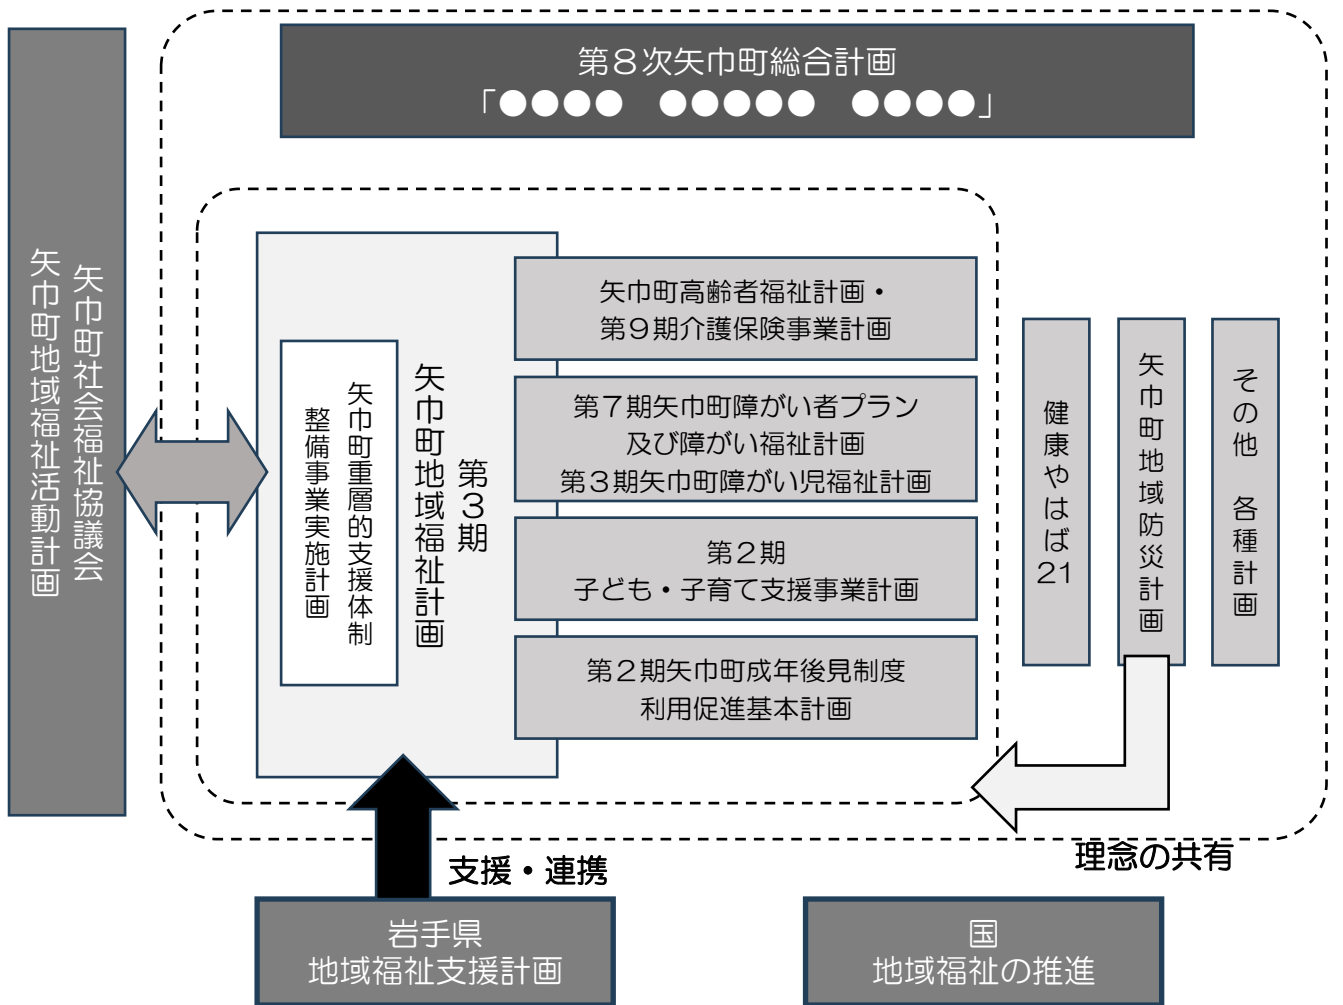 第8次矢巾町総合計画
「●●●●　●●●●●　●●●●」
矢巾町社会福祉協議会
矢巾町地域福祉活動計画
第3期
矢巾町地域福祉計画
矢巾町重層的支援体制
整備事業実施計画
矢巾町高齢者福祉計画・
第9期介護保険事業計画
第7期矢巾町障がい者プラン
及び障がい福祉計画
第3期矢巾町障がい児福祉計画
第2期
子ども・子育て支援事業計画
第2期矢巾町成年後見制度
利用促進基本計画
健康やはば21
矢巾町地域防災計画
その他　各種計画
理念の共有
支援・連携
岩手県
地域福祉支援計画
国
地域福祉の推進